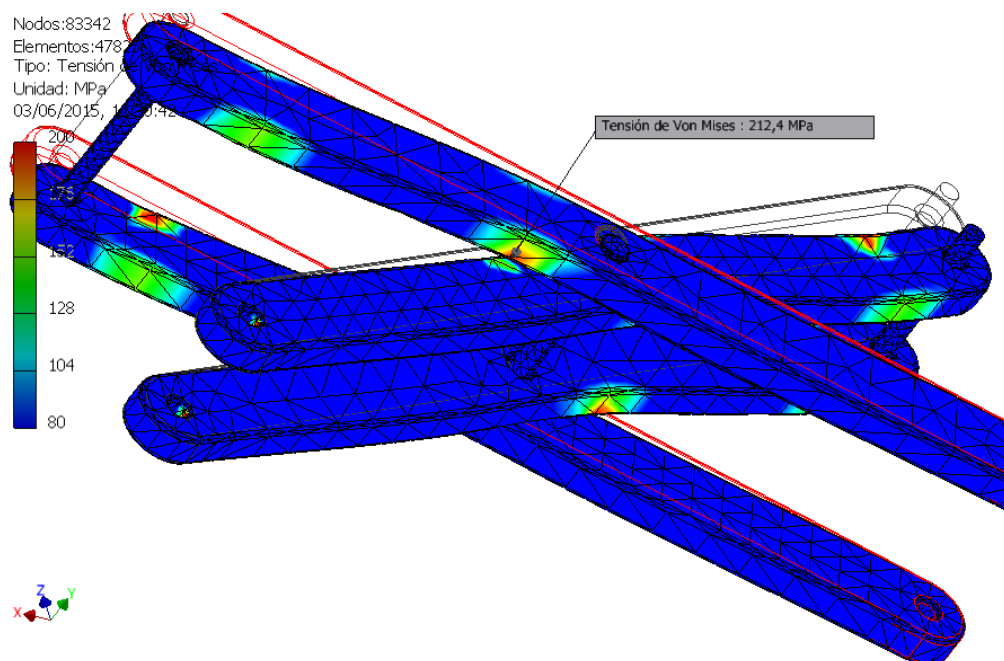 Nodos:83342
Elementos:4782
Tipo: Tensión
Unidad: MPa
03/06/2015,
200
176
152
128
104
80
Tensión de Von Mises : 212,4 MPa
Z
Y
X